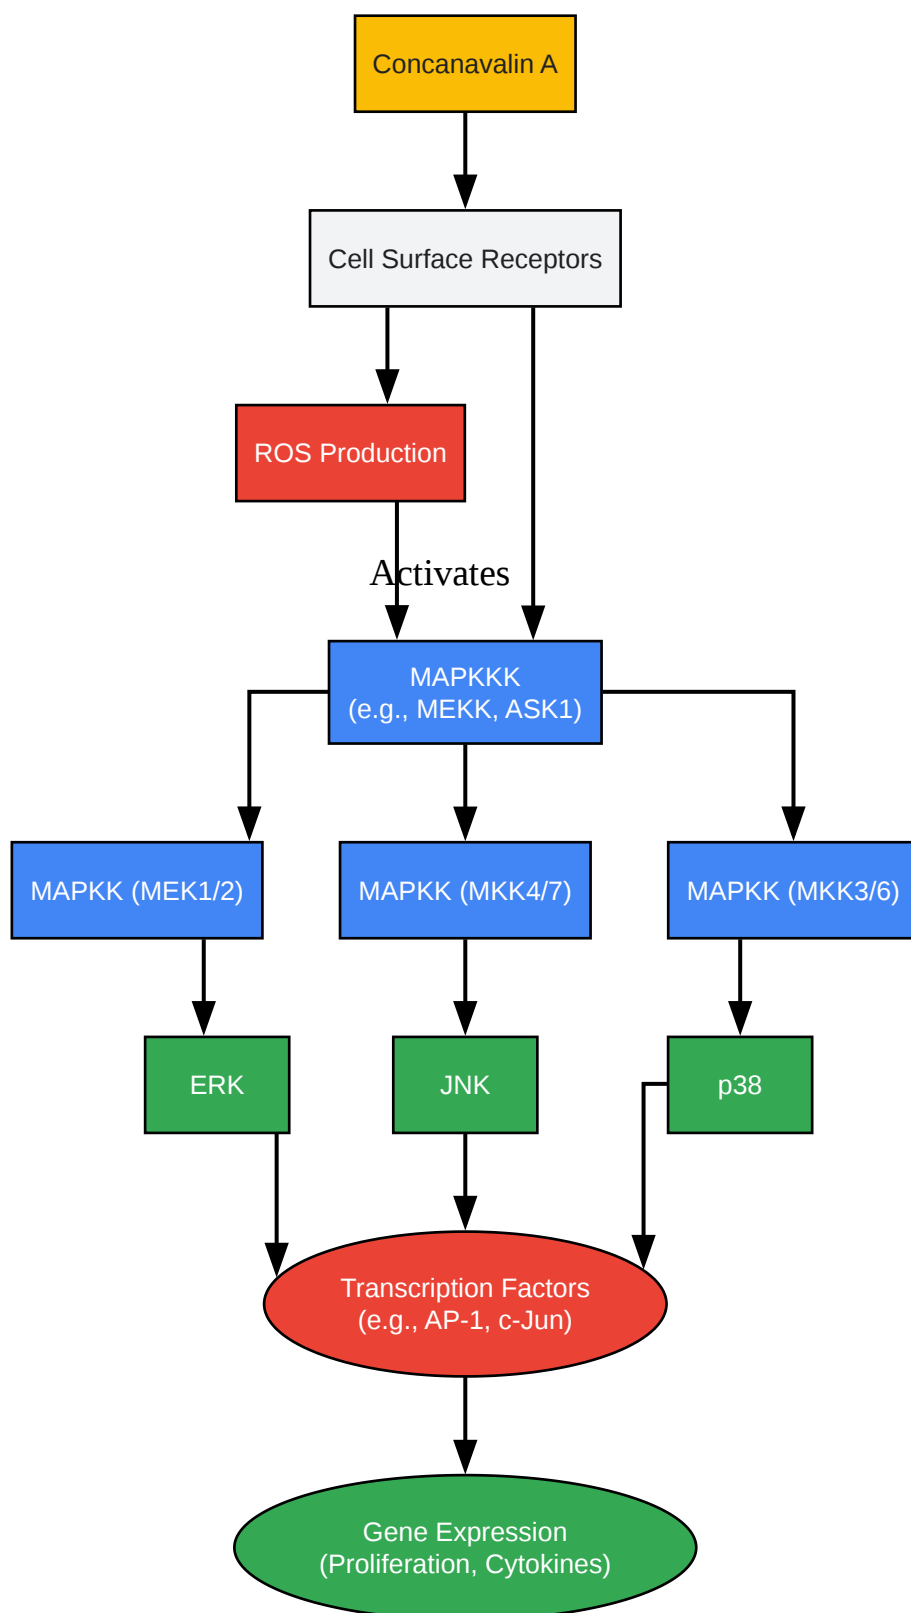 Concanavalin A
Cell Surface Receptors
ROS Production
Activates
MAPKKK
(e.g., MEKK, ASK1)
MAPKK (MEK1/2)
MAPKK (MKK4/7)
MAPKK (MKK3/6)
ERK
JNK
p38
Transcription Factors
(e.g., AP-1, c-Jun)
Gene Expression
(Proliferation, Cytokines)